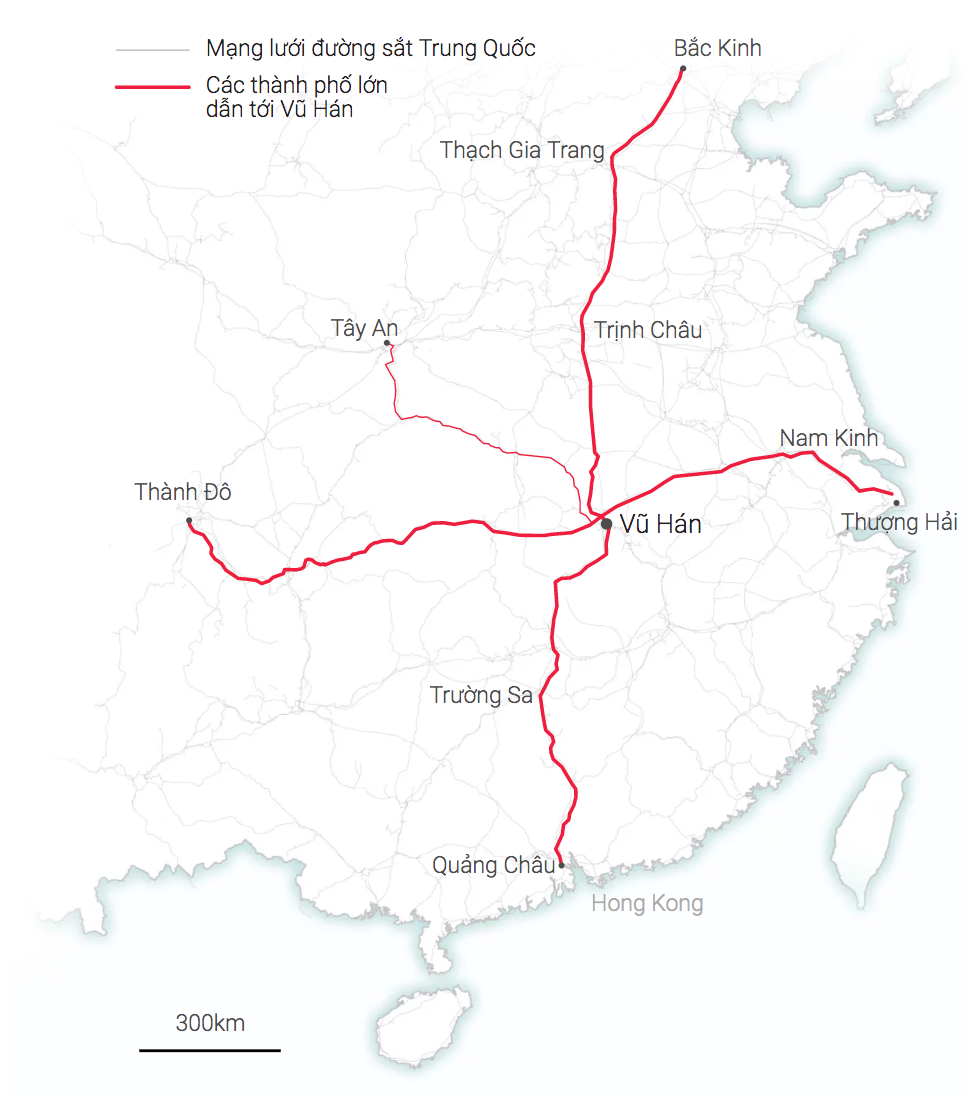 Mạng lưới đường sắt Trung Quốc
Các thành phố lớn
dẫn tới Vũ Hán
Bắc Kinh
Thạch Gia Trang
Tây An
Trịnh Châu
Nam Kinh
Thành Đô
Thượng Hải
Vũ Hán
Trường Sa
Quảng Châu
Hong Kong
300km